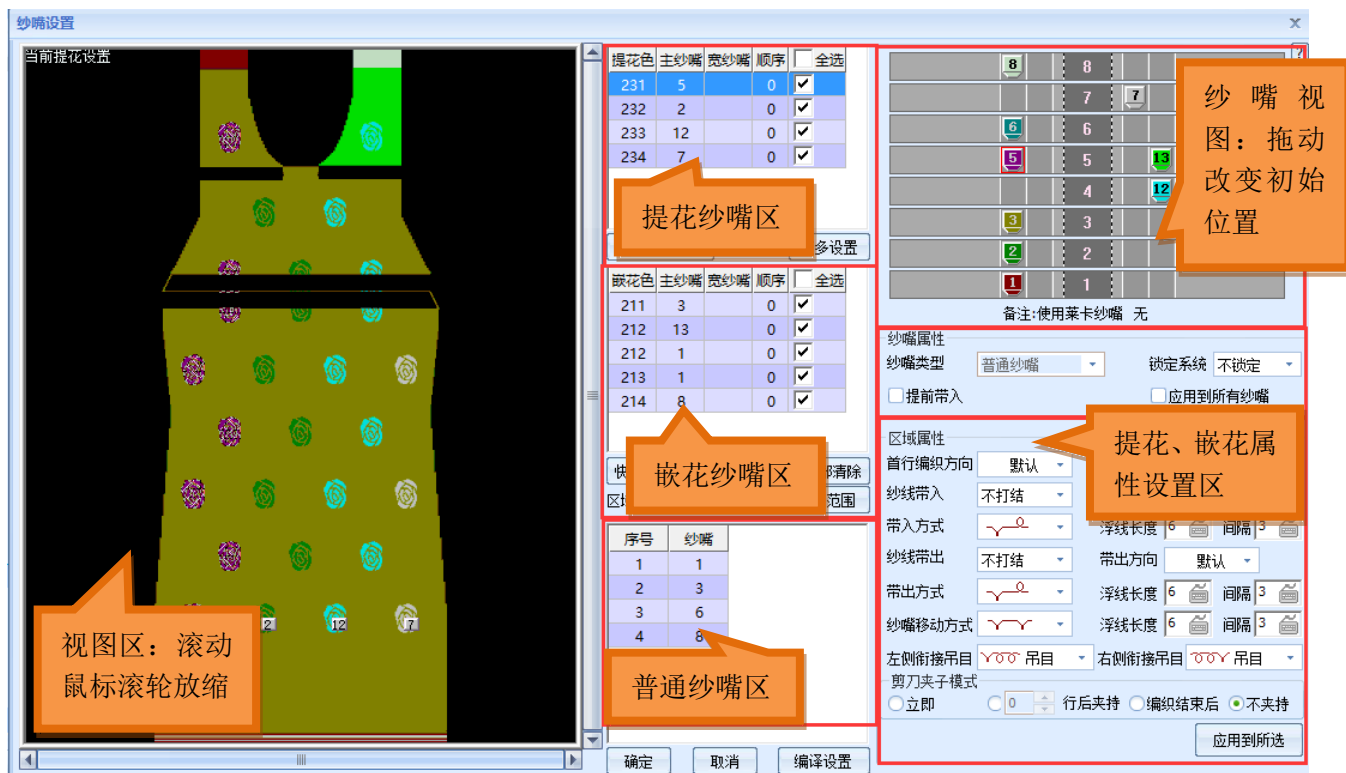 纱嘴设置
当前提花设置
2
12
7
视图区：滚动
鼠标滚轮放缩
提花色 主纱嘴 宽纱嘴 顺序 全选
231 5 0
232 2 0
233 12 0
234 7 0
提花纱嘴区
多设置
嵌花色 主纱嘴 宽纱嘴 顺序 全选
211 3 0
212 13 0
212 1 0
213 1 0
214 8 0
嵌花纱嘴区
清除
范围
序号 纱嘴
1 1
2 3
3 6
4 8
普通纱嘴区
确定 取消 编译设置
?
8 8
7 7
6 6
5 5 13
4 12
3 3
2 2
1 1
纱嘴视
图：拖动
改变初始
位置
备注:使用莱卡纱嘴 无
纱嘴属性
纱嘴类型 普通纱嘴 锁定系统 不锁定
提前带入 应用到所有纱嘴
区域属性
提花、嵌花属
性设置区
首行编织方向 默认
纱线带入 不打结
带入方式 浮线长度 6 间隔 3
纱线带出 不打结 带出方向 默认
带出方式 浮线长度 6 间隔 3
纱嘴移动方式 浮线长度 6 间隔 3
左侧衔接吊目 吊目 右侧衔接吊目 吊目
剪刀夹子模式
立即 0 行后夹持 编织结束后 不夹持
应用到所选